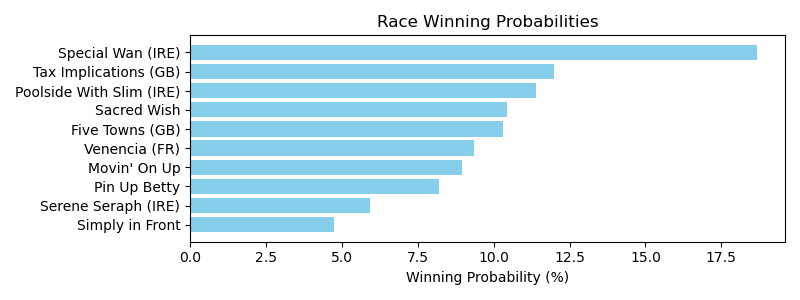 Race Winning Probabilities
Special Wan (IRE)
Tax Implications (GB)
Poolside With Slim (IRE)
Sacred Wish
Five Towns (GB)
Venencia (FR)
Movin' On Up
Pin Up Betty
Serene Seraph (IRE)
Simply in Front
0.0 2.5 5.0 7.5 10.0 12.5 15.0 17.5
Winning Probability (%)